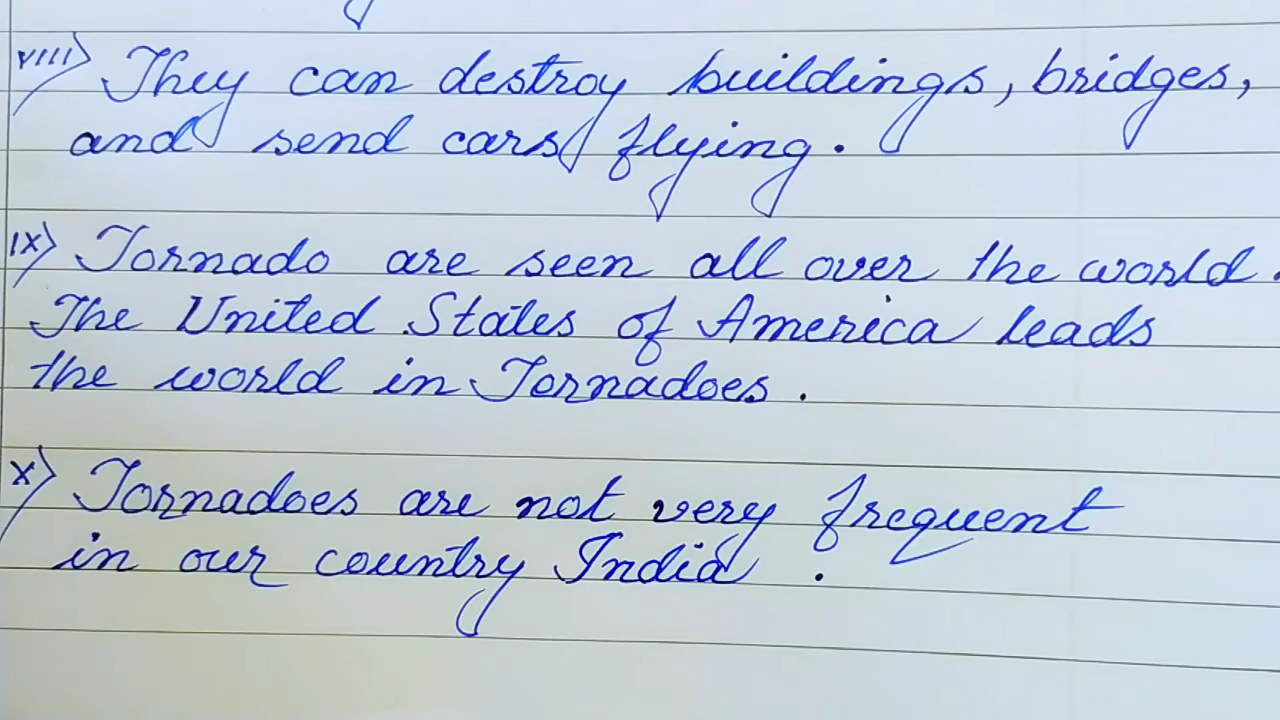 viii) They can destroy buildings, bridges,
and send cars flying.
ix) Tornado are seen all over the world.
The United States of America leads
the world in Tornadoes.
x) Tornadoes are not very frequent
in our country India.